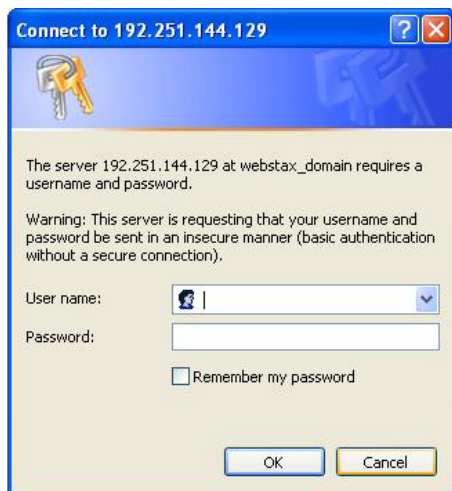 Connect to 192.251.144.129
The server 192.251.144.129 at webstax_domain requires a
username and password.
Warning: This server is requesting that your username and
password be sent in an insecure manner (basic authentication
without a secure connection).
User name:
Password:
Remember my password
OK Cancel